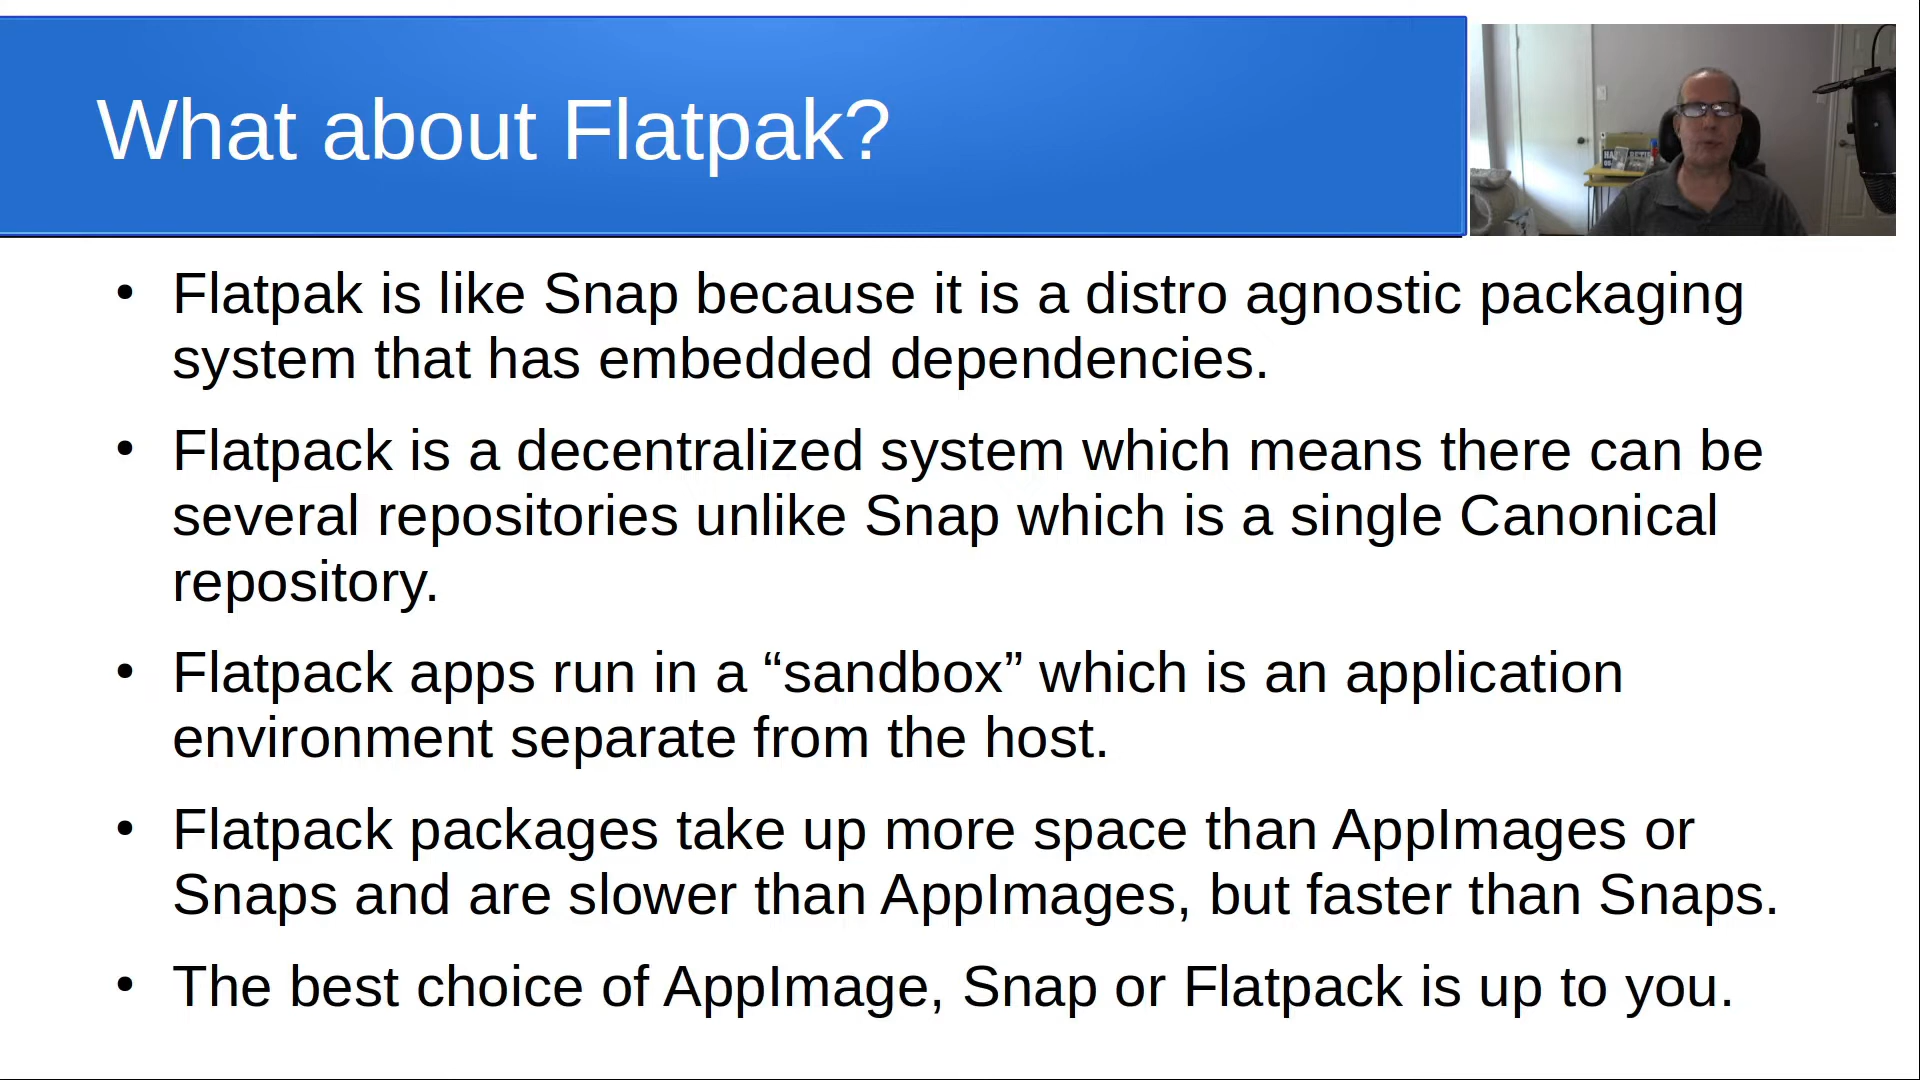 What about Flatpak?
• Flatpak is like Snap because it is a distro agnostic packaging
system that has embedded dependencies.
• Flatpack is a decentralized system which means there can be
several repositories unlike Snap which is a single Canonical
repository.
• Flatpack apps run in a “sandbox” which is an application
environment separate from the host.
• Flatpack packages take up more space than AppImages or
Snaps and are slower than AppImages, but faster than Snaps.
• The best choice of AppImage, Snap or Flatpack is up to you.